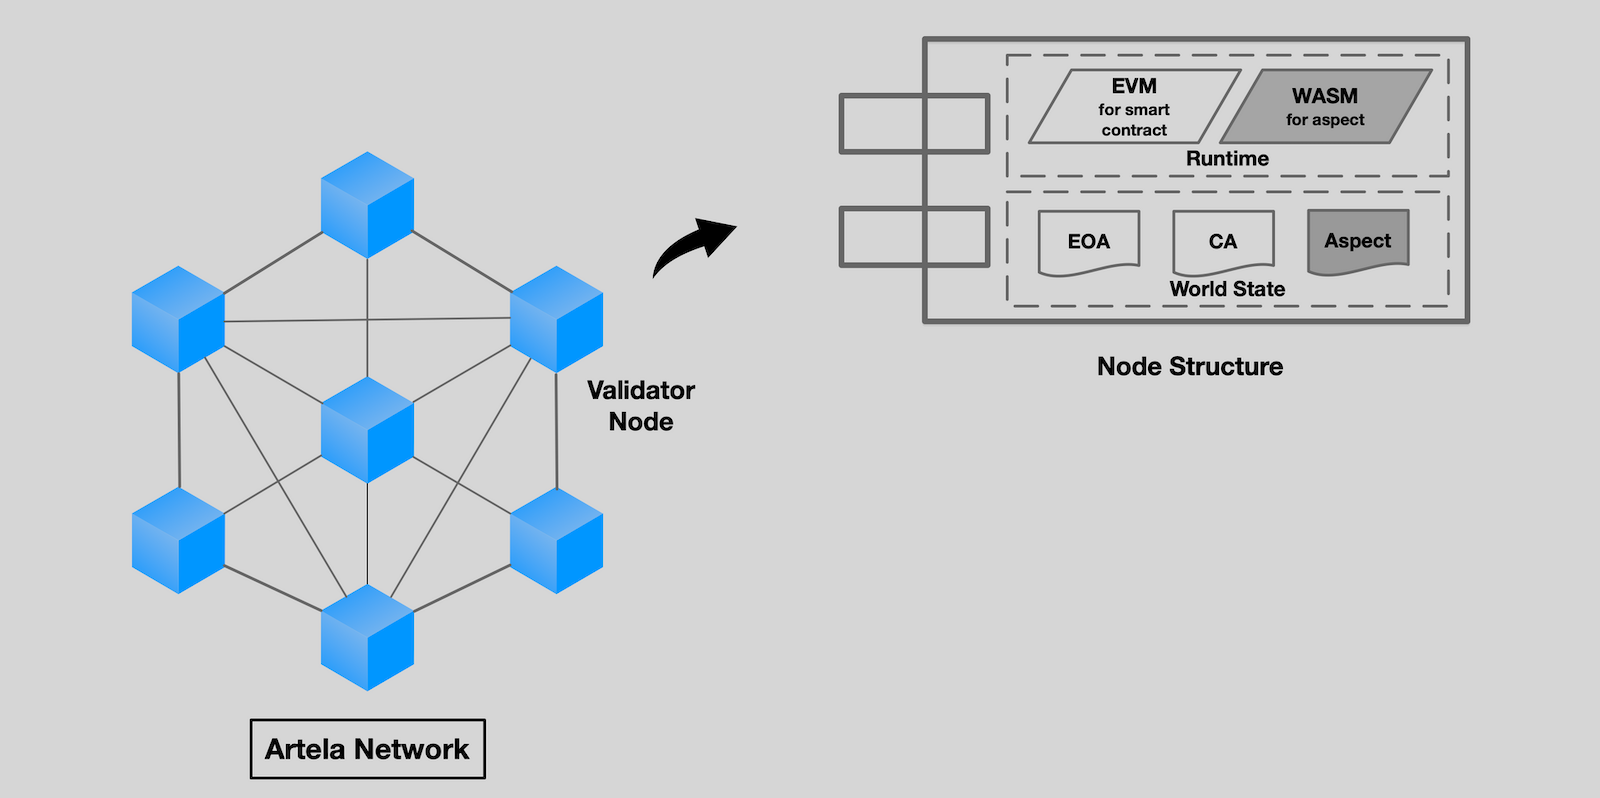 EVM
for smart
contract
WASM
for aspect
Runtime
EOA
CA
Aspect
World State
Node Structure
Validator
Node
Artela Network